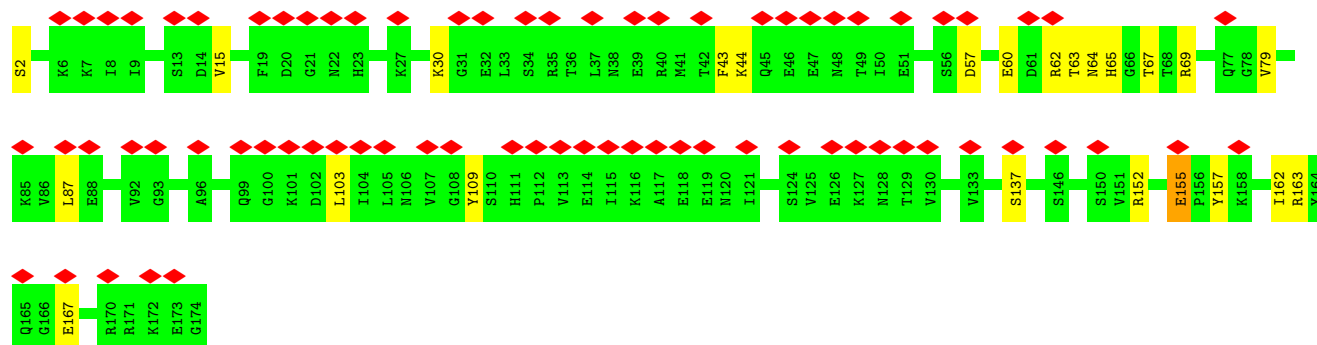 S2 K6 K7 I8 I9 S13 D14 V15 F19 D20 G21 N22 H23 K27 K30 G31 E32 L33 S34 R35 T36 L37 N38 E39 R40 M41 T42 F43 K44 Q45 E46 E47 N48 T49 I50 E51 S56 D57 E60 D61 R62 T63 N64 H65 G66 T67 T68 R69 Q77 G78 V79
K85 V86 L87 E88 V92 G93 A96 Q99 G100 K101 D102 L103 I104 L105 N106 V107 G108 Y109 S110 H111 P112 V113 E114 I115 K116 A117 E118 E119 N120 I121 S124 V125 E126 K127 N128 T129 V130 V133 S137 S146 S150 V151 R152 E155 P156 Y157 K158 I162 R163 Y164
Q165 G166 E167 R170 R171 K172 E173 G174